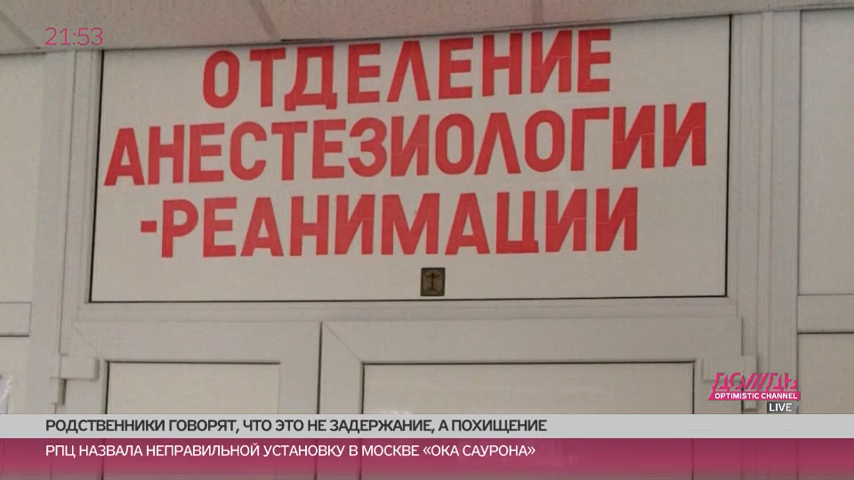 21:53
ОТДЕЛЕНИЕ
АНЕСТЕЗИОЛОГИИ
-РЕАНИМАЦИИ
ДОЖДЬ
OPTIMISTIC CHANNEL
LIVE
РОДСТВЕННИКИ ГОВОРЯТ, ЧТО ЭТО НЕ ЗАДЕРЖАНИЕ, А ПОХИЩЕНИЕ
РПЦ НАЗВАЛА НЕПРАВИЛЬНОЙ УСТАНОВКУ В МОСКВЕ «ОКА САУРОНА»